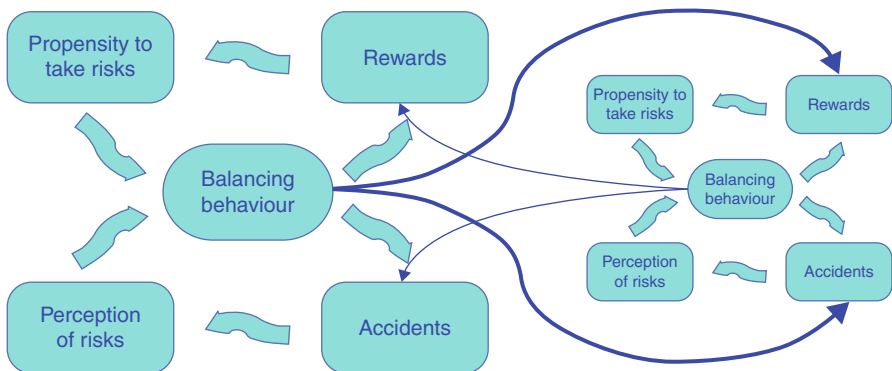 Propensity to
take risks
Rewards
Balancing
behaviour
Perception
of risks
Accidents
Propensity to
take risks
Rewards
Balancing
behaviour
Perception
of risks
Accidents